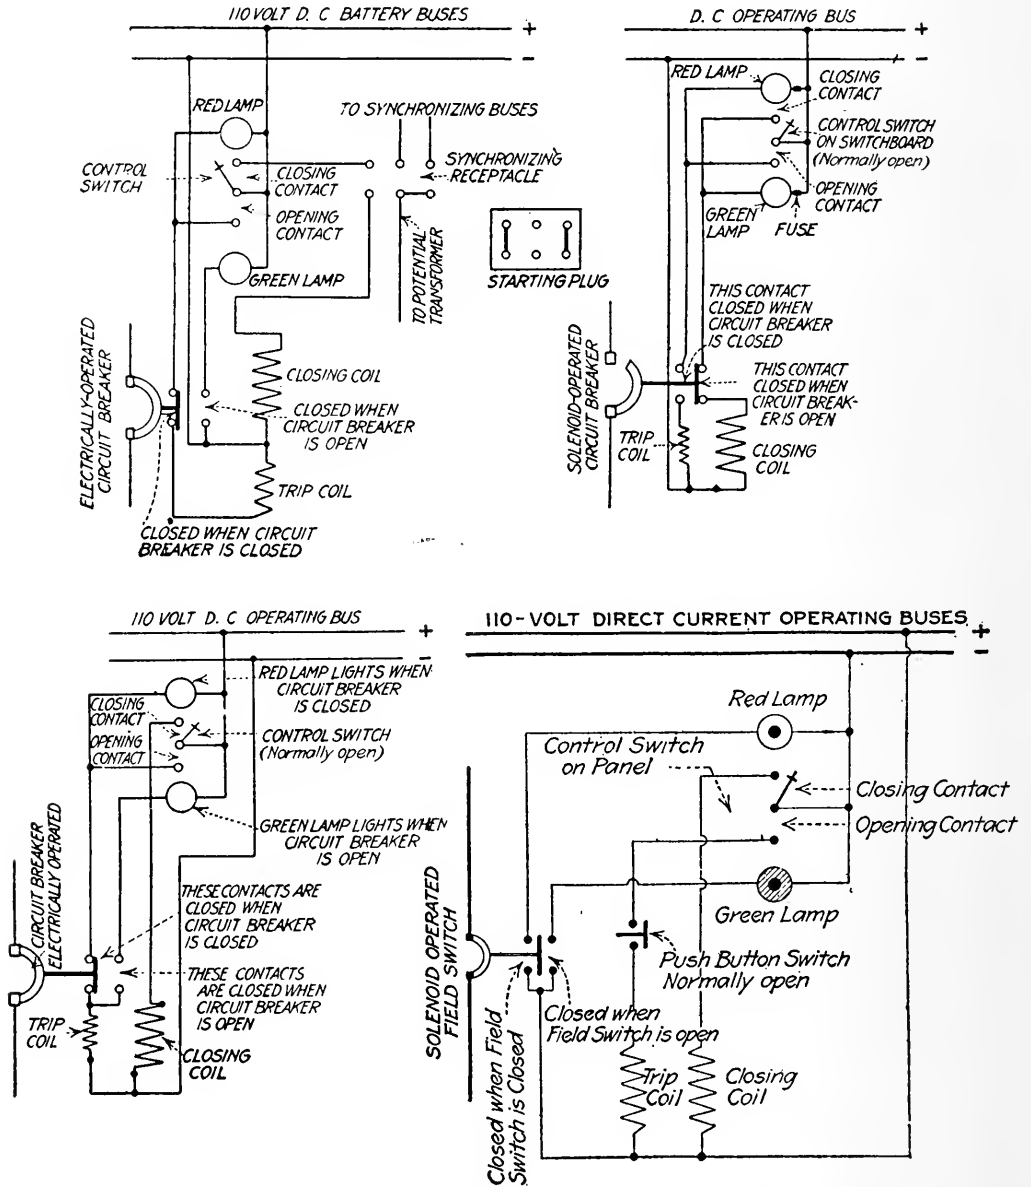 110 VOLT D. C BATTERY BUSES
+
-
RED LAMP
TO SYNCHRONIZING BUSES
CONTROL
SWITCH
CLOSING
CONTACT
SYNCHRONIZING
RECEPTACLE
OPENING
CONTACT
GREEN LAMP
TO POTENTIAL
TRANSFORMER
STARTING PLUG
ELECTRICALLY-OPERATED
CIRCUIT BREAKER
CLOSING COIL
CLOSED WHEN
CIRCUIT BREAKER
IS OPEN
TRIP COIL
CLOSED WHEN CIRCUIT
BREAKER IS CLOSED
D. C OPERATING BUS
+
-
RED LAMP
CLOSING
CONTACT
CONTROL SWITCH
ON SWITCHBOARD
(Normally open)
OPENING
CONTACT
GREEN
LAMP
FUSE
THIS CONTACT
CLOSED WHEN
CIRCUIT BREAKER
IS CLOSED
SOLENOID-OPERATED
CIRCUIT BREAKER
THIS CONTACT
CLOSED WHEN
CIRCUIT BREAK-
ER IS OPEN
TRIP
COIL
CLOSING
COIL
110 VOLT D. C OPERATING BUS
+
-
RED LAMP LIGHTS WHEN
CIRCUIT BREAKER
IS CLOSED
CLOSING
CONTACT
CONTROL SWITCH
(Normally open)
OPENING
CONTACT
GREEN LAMP LIGHTS WHEN
CIRCUIT BREAKER
IS OPEN
CIRCUIT BREAKER
ELECTRICALLY OPERATED
THESE CONTACTS ARE
CLOSED WHEN
CIRCUIT BREAKER
IS CLOSED
THESE CONTACTS
ARE CLOSED WHEN
CIRCUIT BREAKER
IS OPEN
TRIP
COIL
CLOSING
COIL
110-VOLT DIRECT CURRENT OPERATING BUSES
+
-
Red Lamp
Control Switch
on Panel
Closing Contact
Opening Contact
Green Lamp
SOLENOID OPERATED
FIELD SWITCH
Push Button Switch
Normally open
Closed when
Field Switch is open
Closed when Field
Switch is Closed
Trip
Coil
Closing
Coil